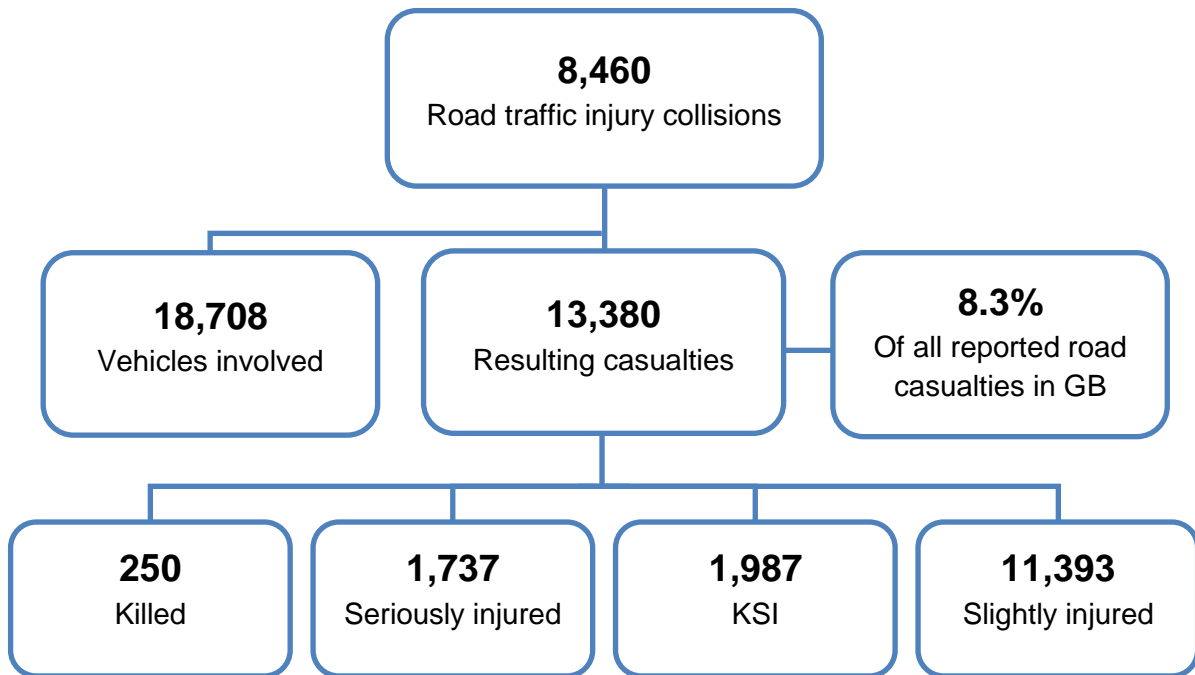 8,460
Road traffic injury collisions
18,708
Vehicles involved
13,380
Resulting casualties
8.3%
Of all reported road
casualties in GB
250
Killed
1,737
Seriously injured
1,987
KSI
11,393
Slightly injured